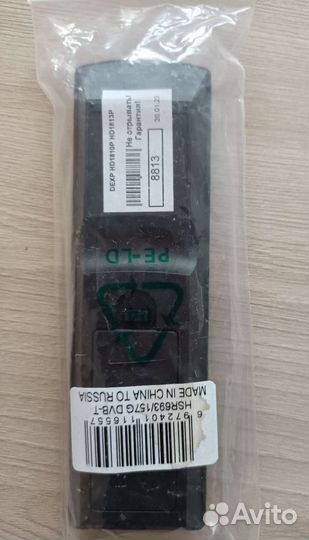 DEXP HD1810P HD1813P
Не отрывать!
Гарантия!
20.01.23
8813
PE-LD
6 972401 116557
HSR693/157G DVB-T
MADE IN CHINA TO RUSSIA
Avito